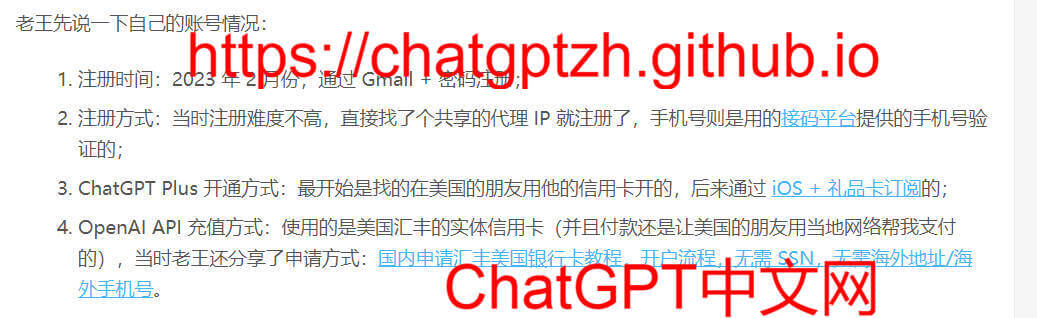 老王先说一下自己的账号情况：
https://chatgptzh.github.io
1. 注册时间：2023 年 2 月份，通过 Gmail + 密码注册；
2. 注册方式：当时注册难度不高，直接找了个共享的代理 IP 就注册了，手机号则是用的接码平台提供的手机号验
证的；
3. ChatGPT Plus 开通方式：最开始是找的在美国的朋友用他的信用卡开的，后来通过 iOS + 礼品卡订阅的；
4. OpenAI API 充值方式：使用的是美国汇丰的实体信用卡（并且付款还是让美国的朋友用当地网络帮我支付
的），当时老王还分享了申请方式：国内申请汇丰美国银行卡教程，开户流程，无需 SSN，无需海外地址/海
外手机号。
ChatGPT中文网